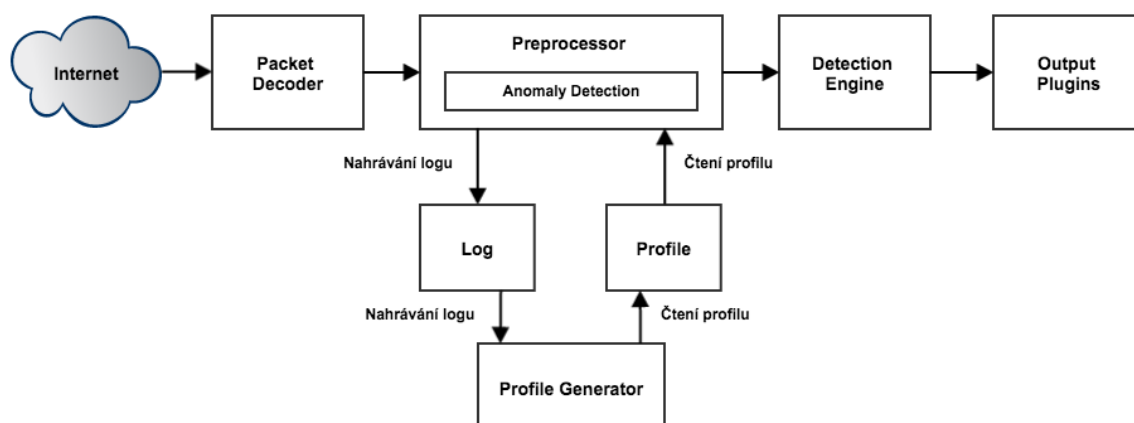 Internet
Packet
Decoder
Preprocessor
Anomaly Detection
Detection
Engine
Output
Plugins
Nahrávání logu
Čtení profilu
Log
Profile
Nahrávání logu
Čtení profilu
Profile Generator